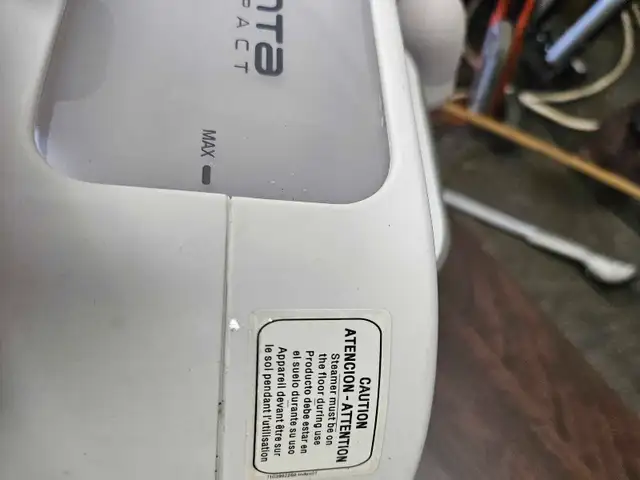 nta
PACT
MAX
CAUTION
ATENCION - ATTENTION
Steamer must be on
the floor during use
Producto debe estar en
el suelo durante su uso
Appareil devant être sur
le sol pendant l'utilisation